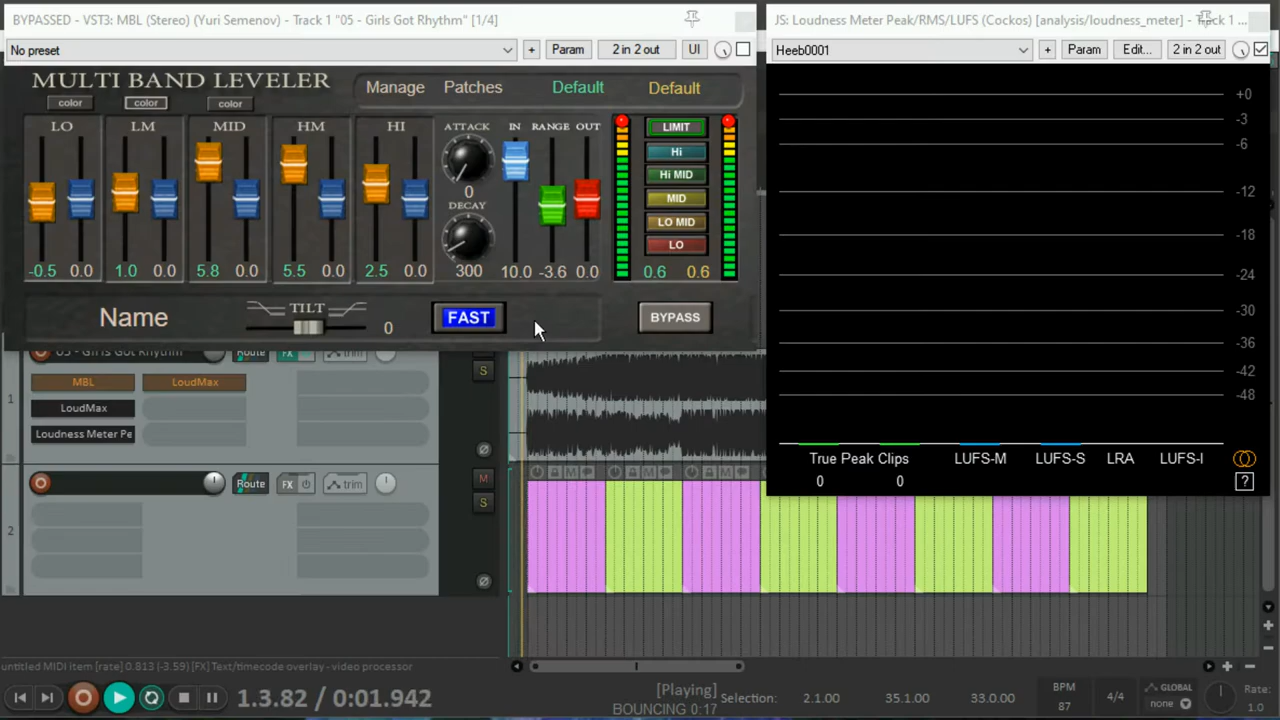 BYPASSED - VST3: MBL (Stereo) (Yuri Semenov) - Track 1 "05 - Girls Got Rhythm" [1/4]
No preset
+
Param
2 in 2 out
UI
MULTI BAND LEVELER
Manage
Patches
Default
Default
color
color
color
LO
LM
MID
HM
HI
ATTACK
IN
RANGE
OUT
LIMIT
Hi
Hi MID
MID
LO MID
LO
0
DECAY
-0.5
0.0
1.0
0.0
5.8
0.0
5.5
0.0
2.5
0.0
300
10.0
-3.6
0.0
0.6
0.6
Name
TILT
0
FAST
BYPASS
JS: Loudness Meter Peak/RMS/LUFS (Cockos) [analysis/loudness_meter] - Track 1 ...
Heeb0001
+
Param
Edit...
2 in 2 out
+0
-3
-6
-12
-18
-24
-30
-36
-42
-48
True Peak Clips
LUFS-M
LUFS-S
LRA
LUFS-I
0
0
?
05 - Girls Got Rhythm
Route
FX
trim
S
1
MBL
LoudMax
LoudMax
Loudness Meter Pe
Route
FX
trim
M
S
2
untitled MIDI item [rate] 0.813 (-3.59) [FX] Text/timecode overlay - video processor
1.3.82 / 0:01.942
[Playing]
BOUNCING 0:17
Selection:
2.1.00
35.1.00
33.0.00
BPM
87
4/4
GLOBAL
none
Rate:
1.0